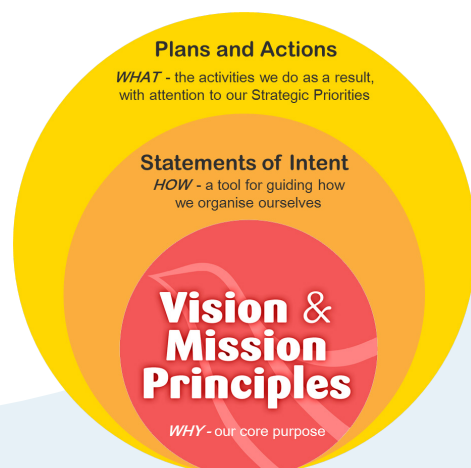 Plans and Actions
WHAT - the activities we do as a result,
with attention to our Strategic Priorities
Statements of Intent
HOW - a tool for guiding how
we organise ourselves
Vision &
Mission
Principles
WHY - our core purpose